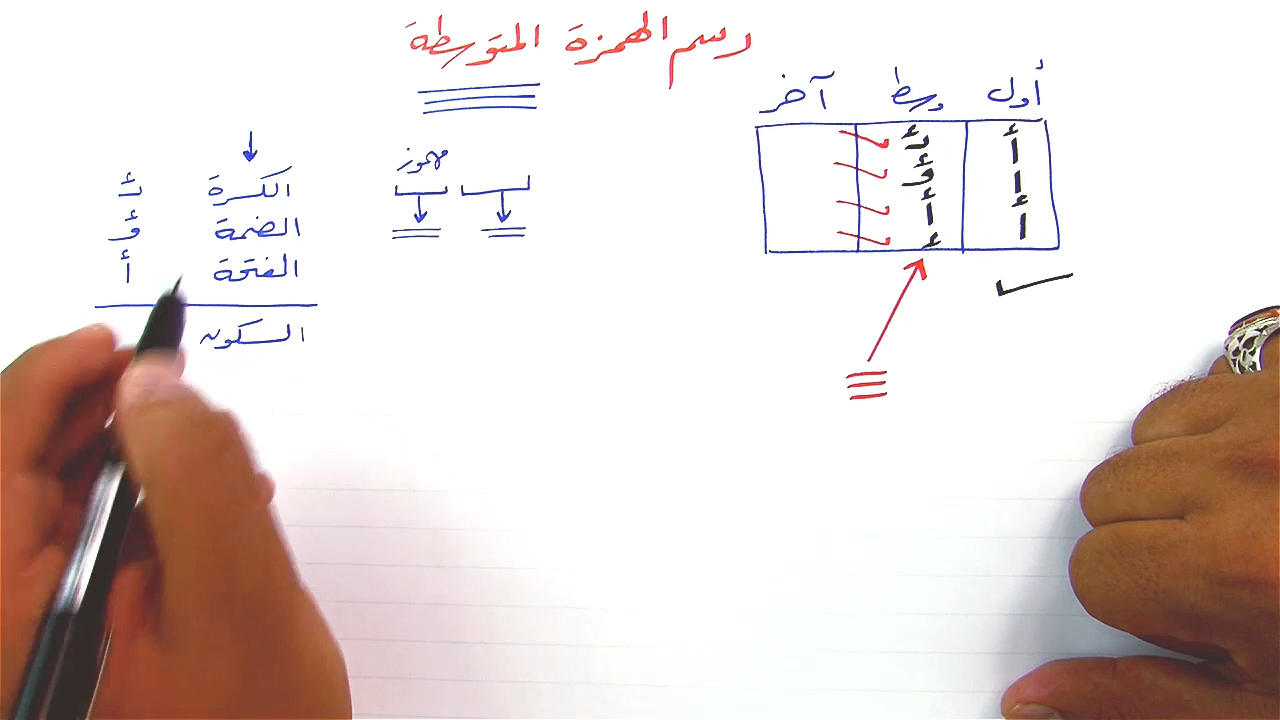 رسم الهمزة المتوسطة
أول وسط آخر
أ ئ
ا ؤ
أ أ
ا ء
مهموز
الكسرة ئ
الضمة ؤ
الفتحة أ
السكون